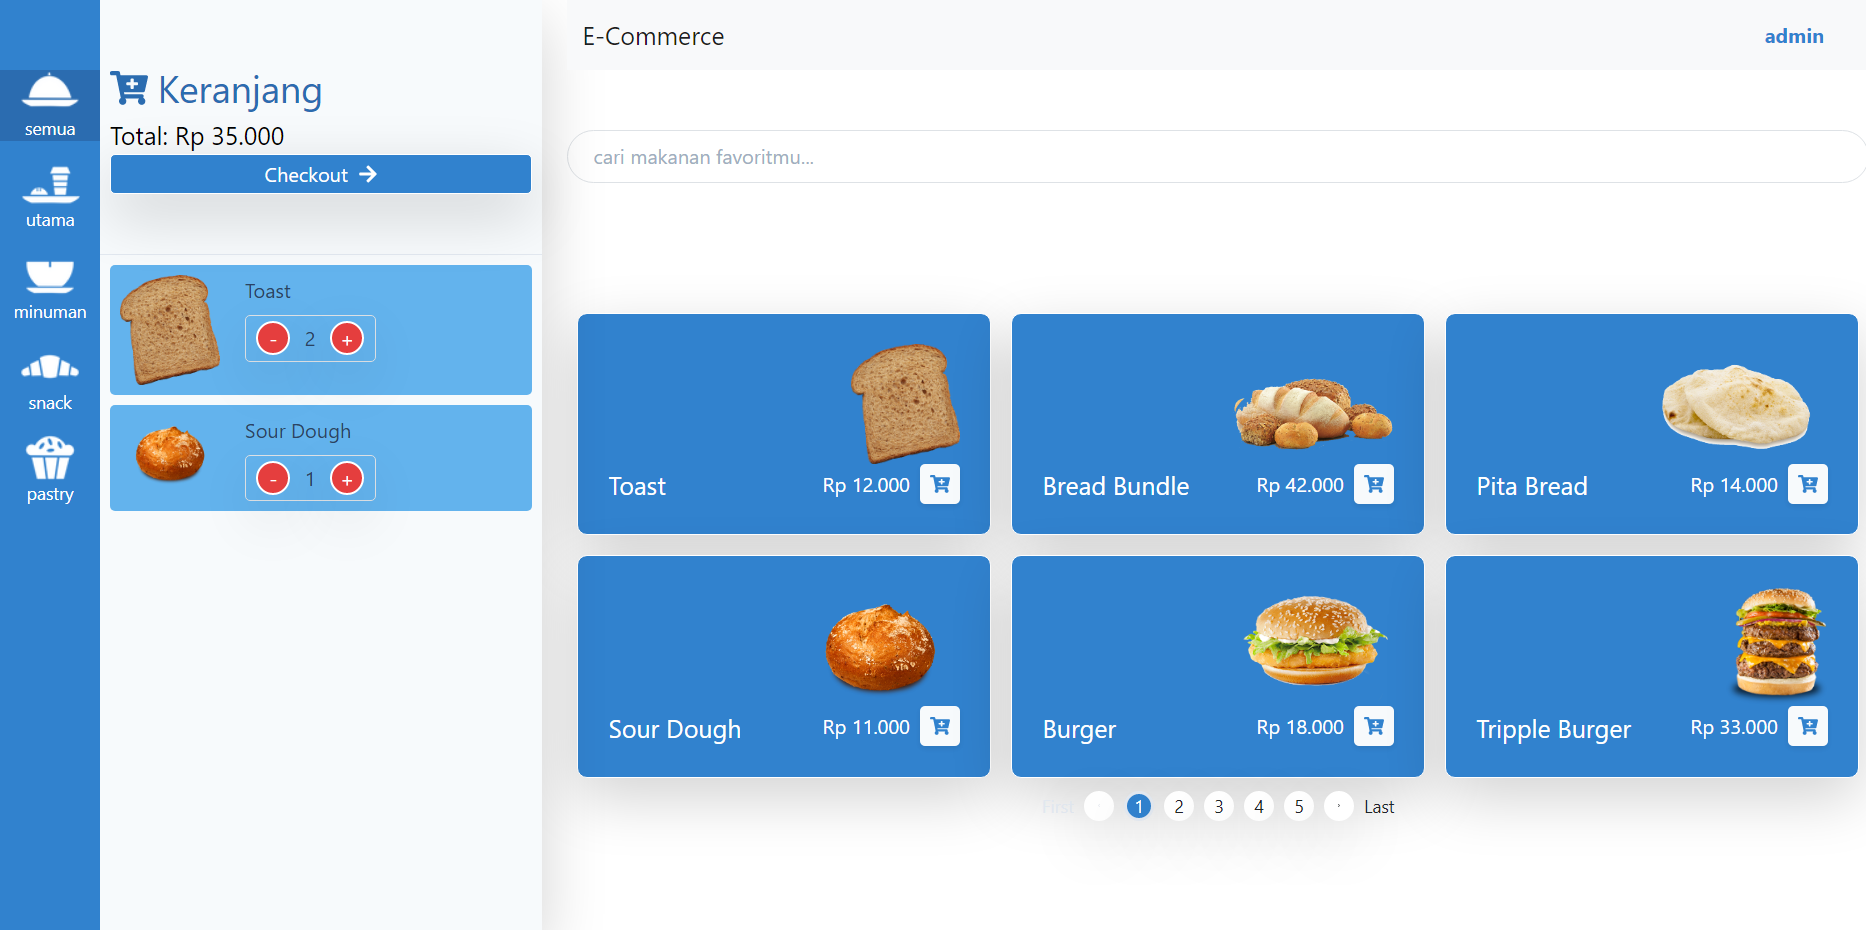 semua
utama
minuman
snack
pastry
Keranjang
Total: Rp 35.000
Checkout →
Toast
- 2 +
Sour Dough
- 1 +
E-Commerce
admin
cari makanan favoritmu...
Toast Rp 12.000
Bread Bundle Rp 42.000
Pita Bread Rp 14.000
Sour Dough Rp 11.000
Burger Rp 18.000
Tripple Burger Rp 33.000
First 1 2 3 4 5 › Last